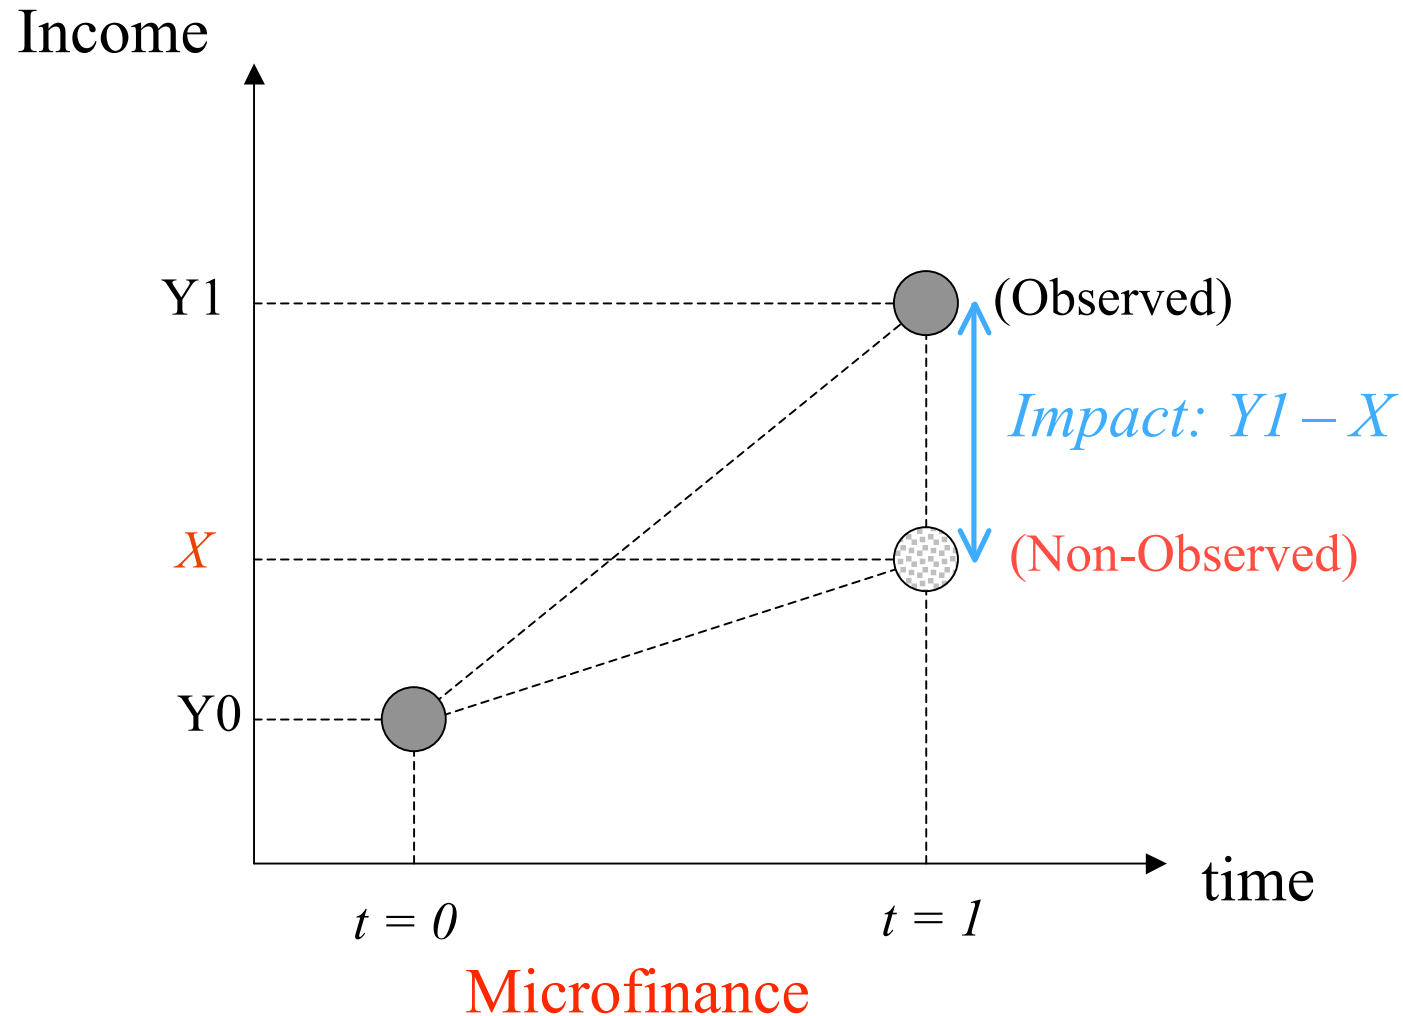 Income
Y1
(Observed)
Impact: Y1 – X
X
(Non-Observed)
Y0
time
t = 0
t = 1
Microfinance